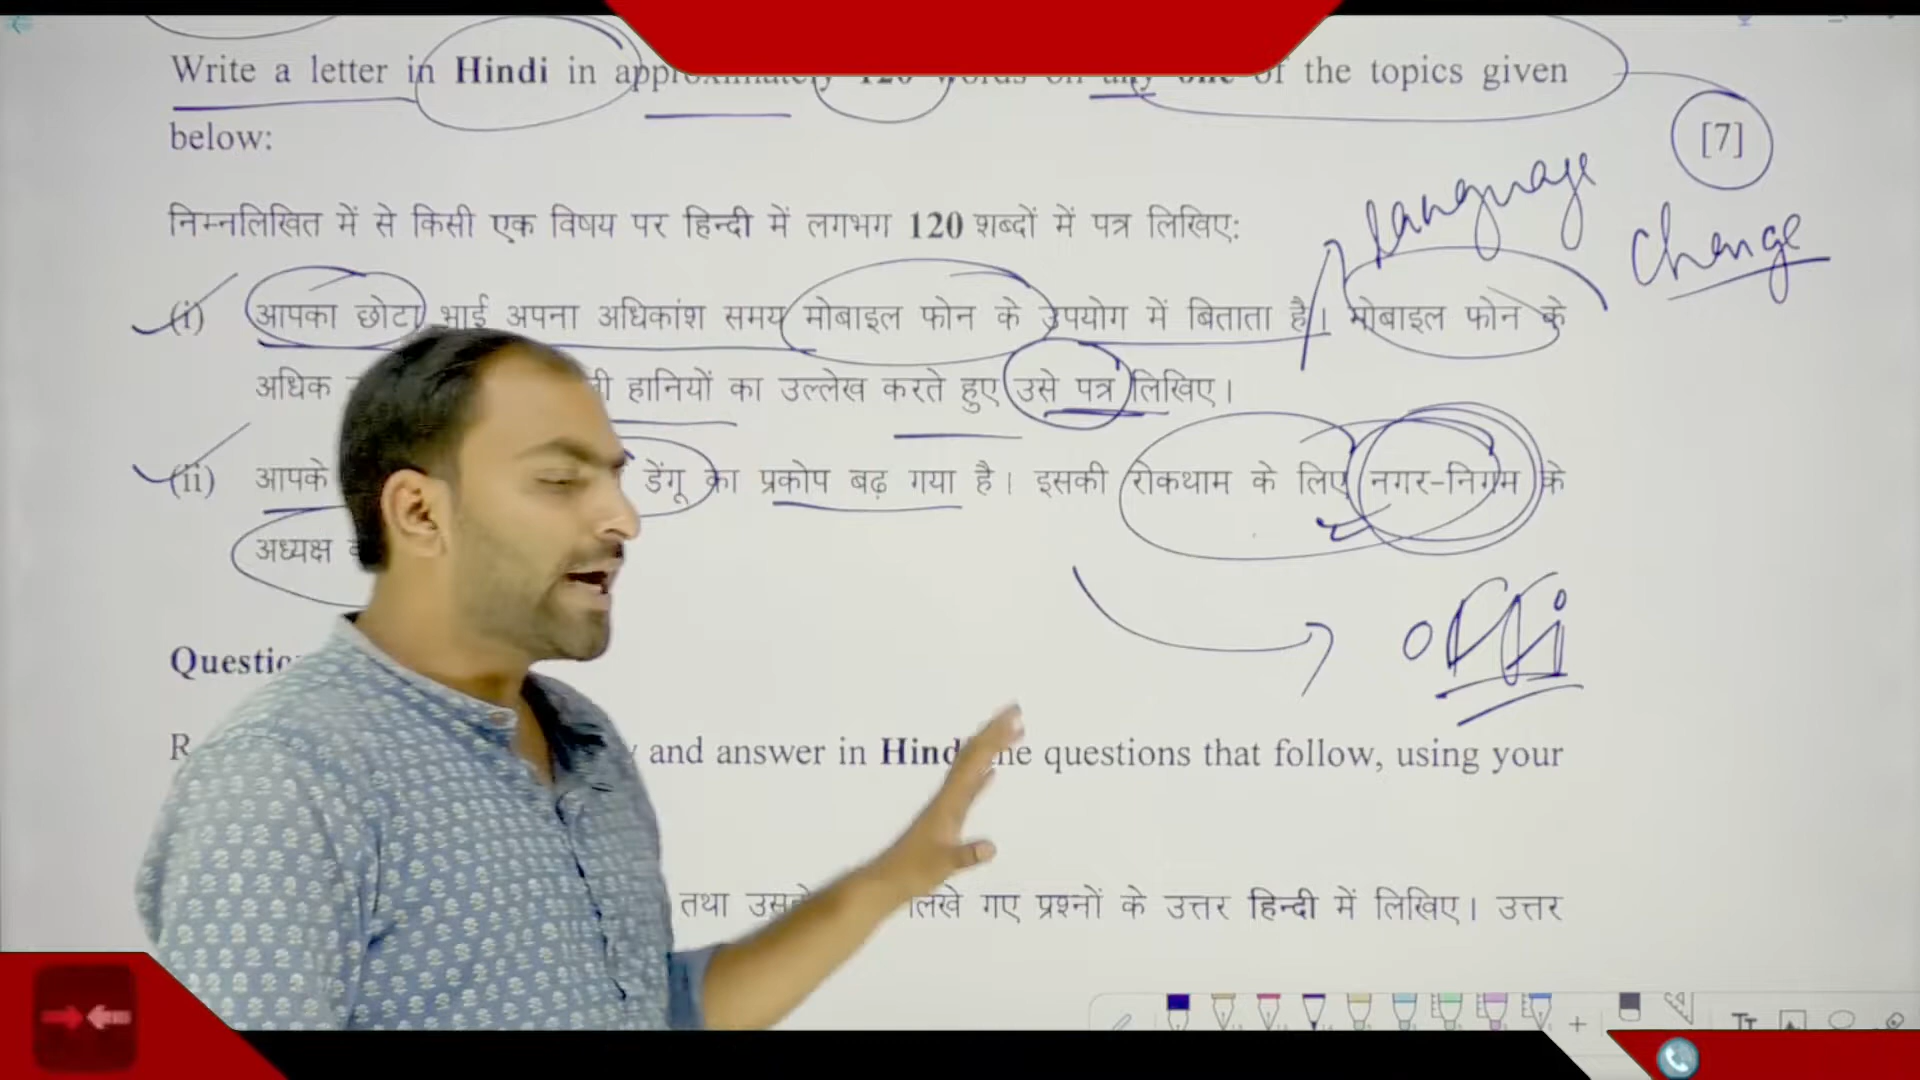 Write a letter in Hindi in approximately 120 words on any one of the topics given
below:
[7]
निम्नलिखित में से किसी एक विषय पर हिन्दी में लगभग 120 शब्दों में पत्र लिखिए:
language
change
(i) आपका छोटा भाई अपना अधिकांश समय मोबाइल फोन के उपयोग में बिताता है। मोबाइल फोन के
अधिक हानियों का उल्लेख करते हुए उसे पत्र लिखिए।
(ii) आपके डेंगू का प्रकोप बढ़ गया है। इसकी रोकथाम के लिए नगर-निगम के
अध्यक्ष
offi
and answer in Hindi the questions that follow, using your
तथा लिखे गए प्रश्नों के उत्तर हिन्दी में लिखिए। उत्तर